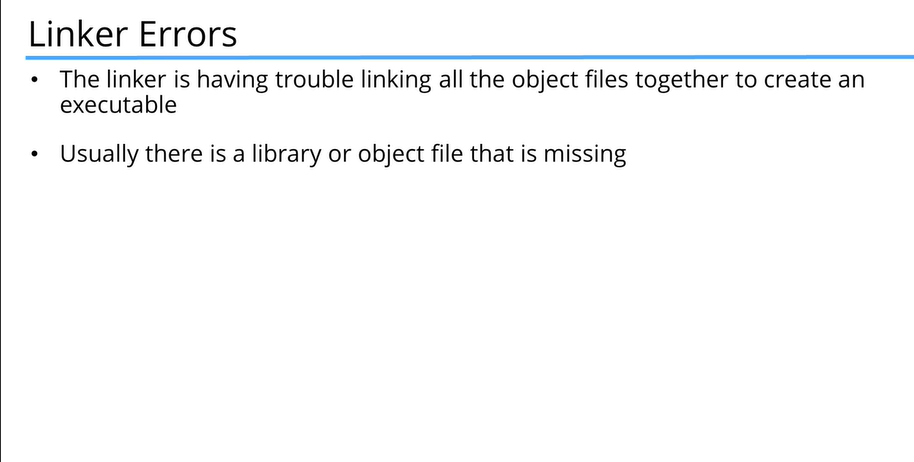 Linker Errors
• The linker is having trouble linking all the object files together to create an
executable
• Usually there is a library or object file that is missing